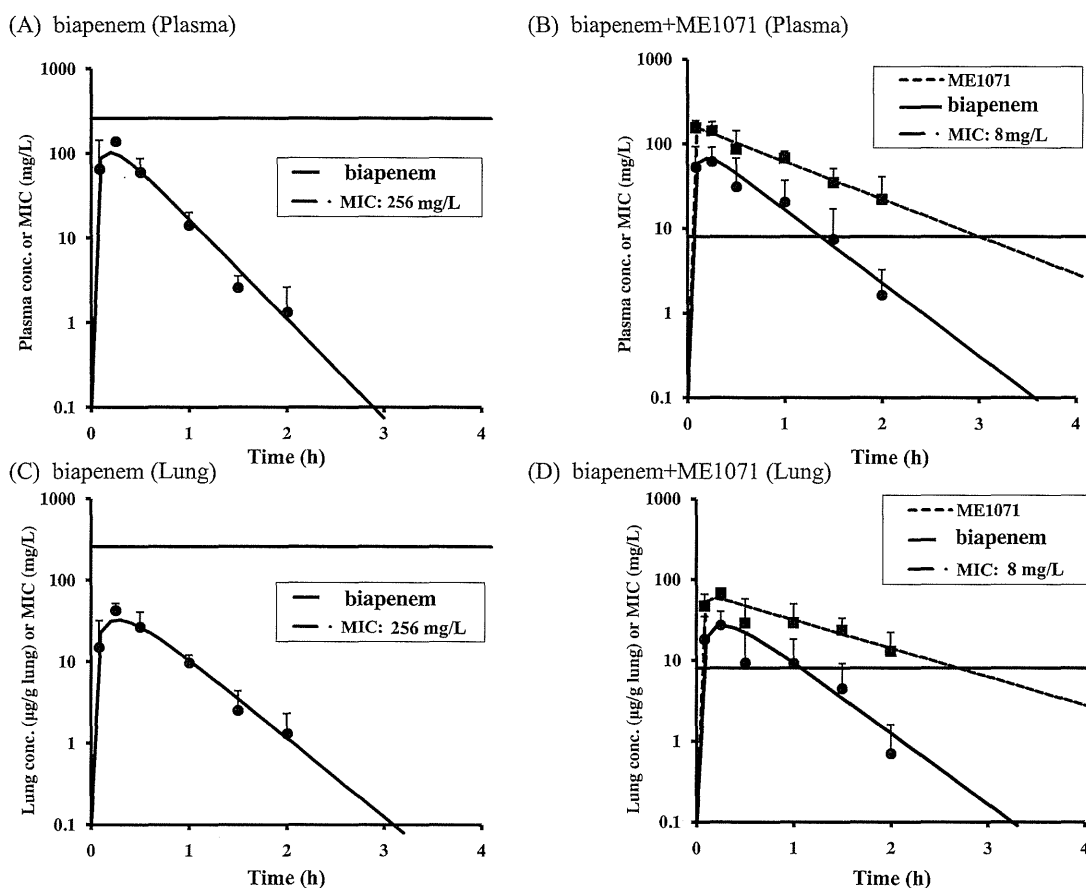 (A) biapenem (Plasma)
Plasma conc. or MIC (mg/L)
1000
100
10
1
0.1
biapenem
MIC: 256 mg/L
0 1 2 3 4
Time (h)
(B) biapenem+ME1071 (Plasma)
Plasma conc. or MIC (mg/L)
1000
100
10
1
0.1
ME1071
biapenem
MIC: 8mg/L
0 1 2 3 4
Time (h)
(C) biapenem (Lung)
Lung conc. (μg/g lung) or MIC (mg/L)
1000
100
10
1
0.1
biapenem
MIC: 256 mg/L
0 1 2 3 4
Time (h)
(D) biapenem+ME1071 (Lung)
Lung conc. (μg/g lung) or MIC (mg/L)
1000
100
10
1
0.1
ME1071
biapenem
MIC: 8 mg/L
0 1 2 3 4
Time (h)